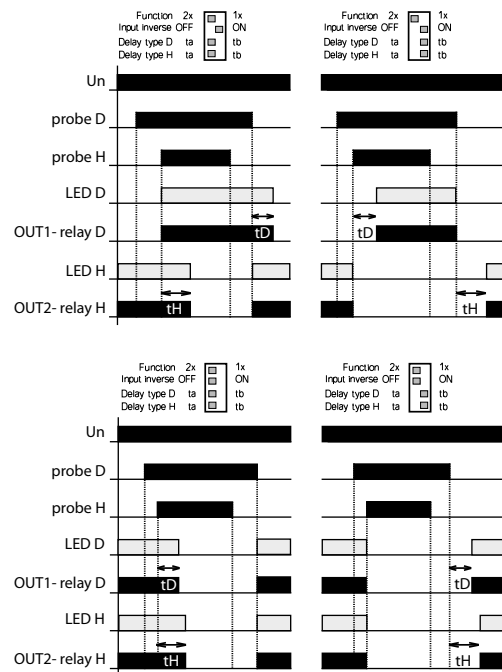 Function 2x 1x
Input inverse OFF ON
Delay type D ta tb
Delay type H ta tb
Function 2x 1x
Input inverse OFF ON
Delay type D ta tb
Delay type H ta tb
Un
probe D
probe H
LED D
OUT1- relay D tD tD
LED H
OUT2- relay H tH tH
Function 2x 1x
Input inverse OFF ON
Delay type D ta tb
Delay type H ta tb
Function 2x 1x
Input inverse OFF ON
Delay type D ta tb
Delay type H ta tb
Un
probe D
probe H
LED D
OUT1- relay D tD tD
LED H
OUT2- relay H tH tH